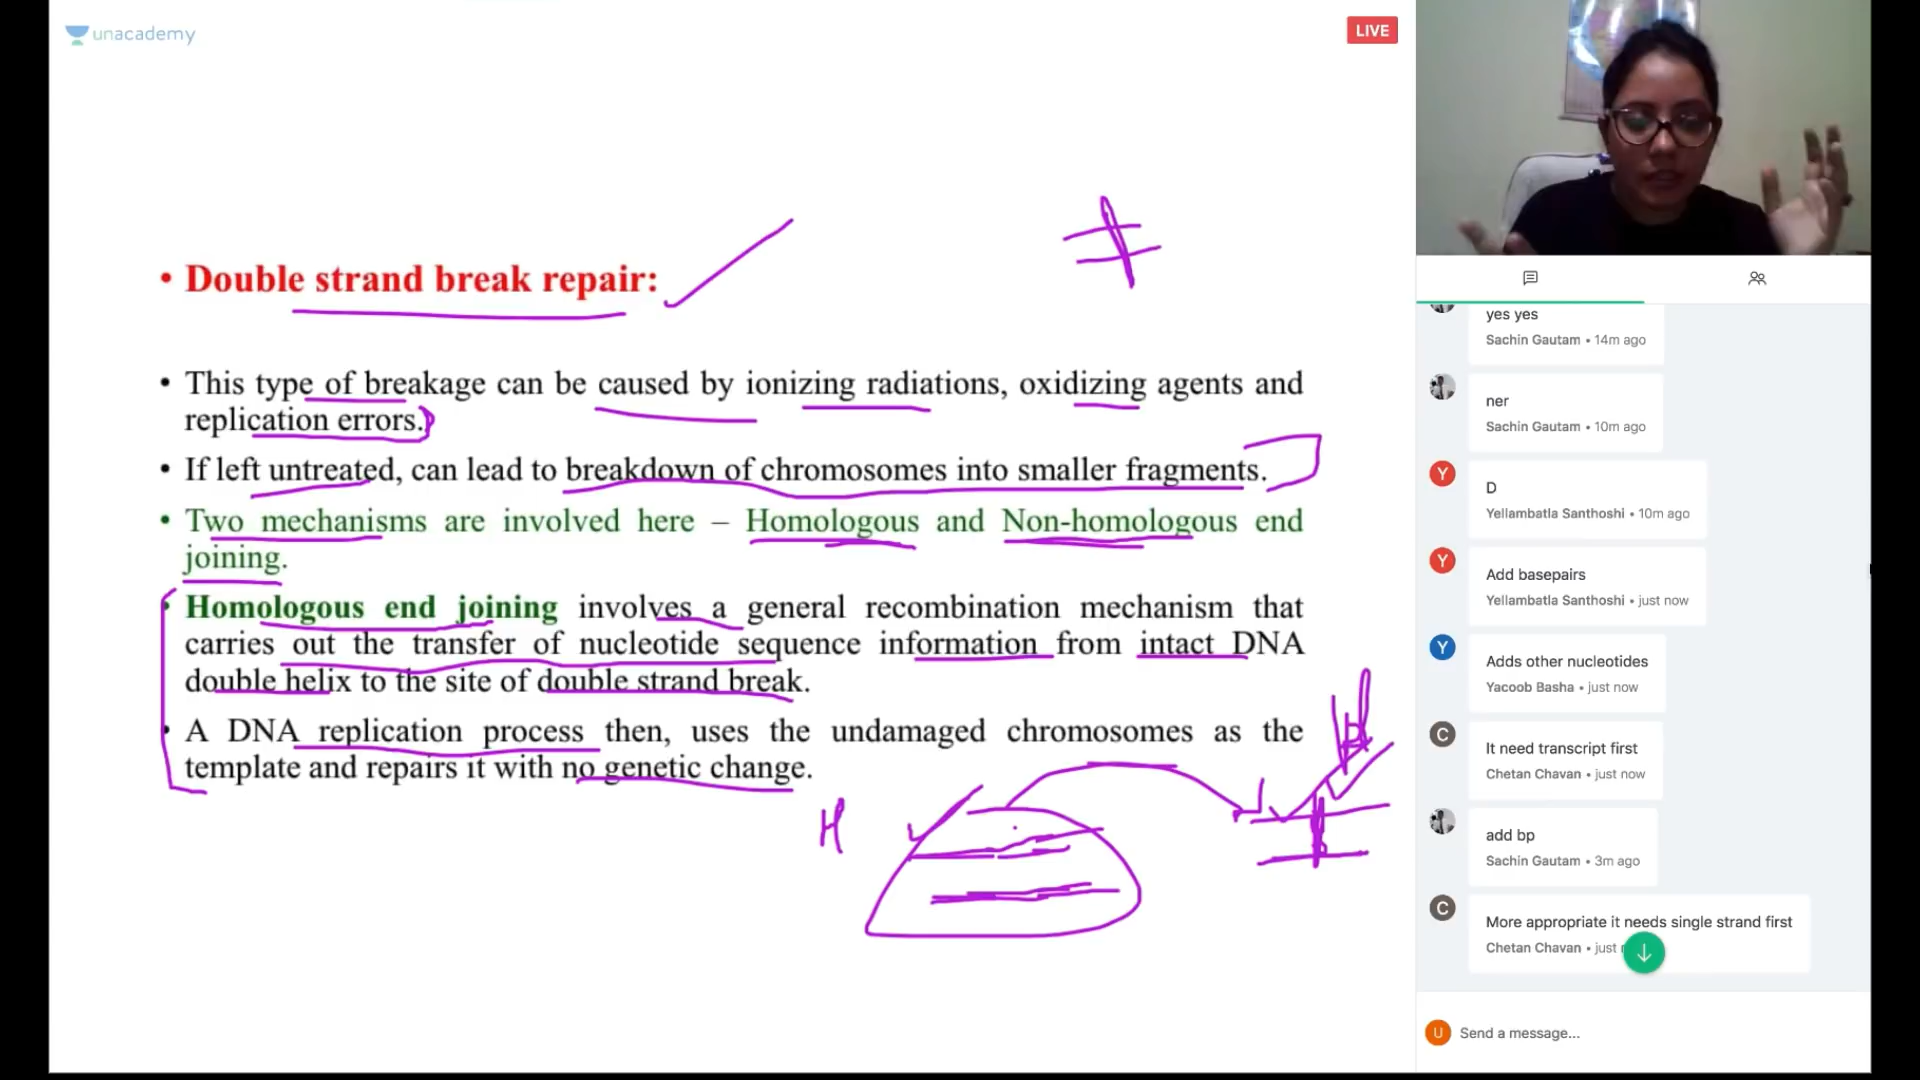 unacademy
LIVE
• Double strand break repair:
• This type of breakage can be caused by ionizing radiations, oxidizing agents and
replication errors.
• If left untreated, can lead to breakdown of chromosomes into smaller fragments.
• Two mechanisms are involved here – Homologous and Non-homologous end
joining.
• Homologous end joining involves a general recombination mechanism that
carries out the transfer of nucleotide sequence information from intact DNA
double helix to the site of double strand break.
• A DNA replication process then, uses the undamaged chromosomes as the
template and repairs it with no genetic change.
H
yes yes
Sachin Gautam • 14m ago
ner
Sachin Gautam • 10m ago
Y
D
Yellambatla Santhoshi • 10m ago
Y
Add basepairs
Yellambatla Santhoshi • just now
Y
Adds other nucleotides
Yacoob Basha • just now
C
It need transcript first
Chetan Chavan • just now
add bp
Sachin Gautam • 3m ago
C
More appropriate it needs single strand first
Chetan Chavan • just
U
Send a message...